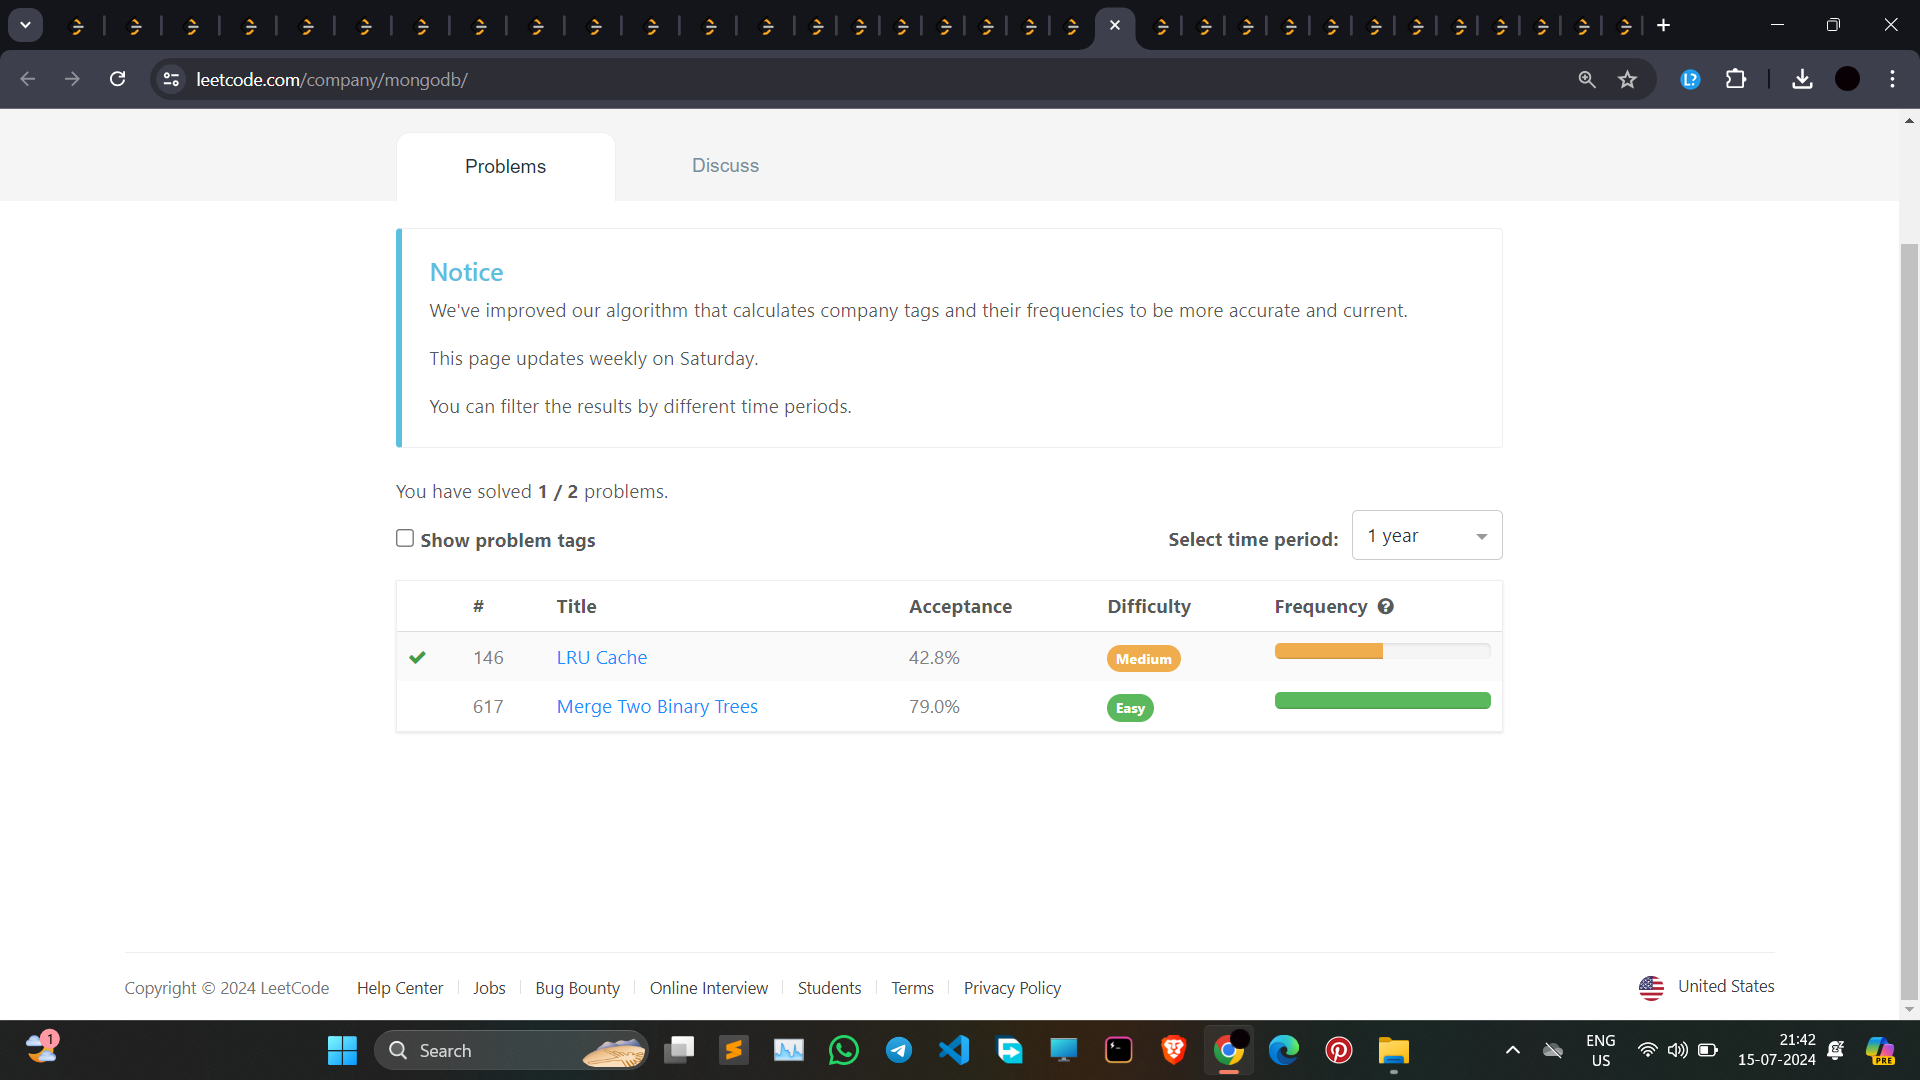 leetcode.com/company/mongodb/
L?
Problems
Discuss
Notice
We've improved our algorithm that calculates company tags and their frequencies to be more accurate and current.
This page updates weekly on Saturday.
You can filter the results by different time periods.
You have solved 1 / 2 problems.
Show problem tags
Select time period: 1 year
# Title Acceptance Difficulty Frequency ?
146 LRU Cache 42.8% Medium
617 Merge Two Binary Trees 79.0% Easy
Copyright © 2024 LeetCode Help Center Jobs Bug Bounty Online Interview Students Terms Privacy Policy United States
1
Search
ENG
US
21:42
15-07-2024
PRE